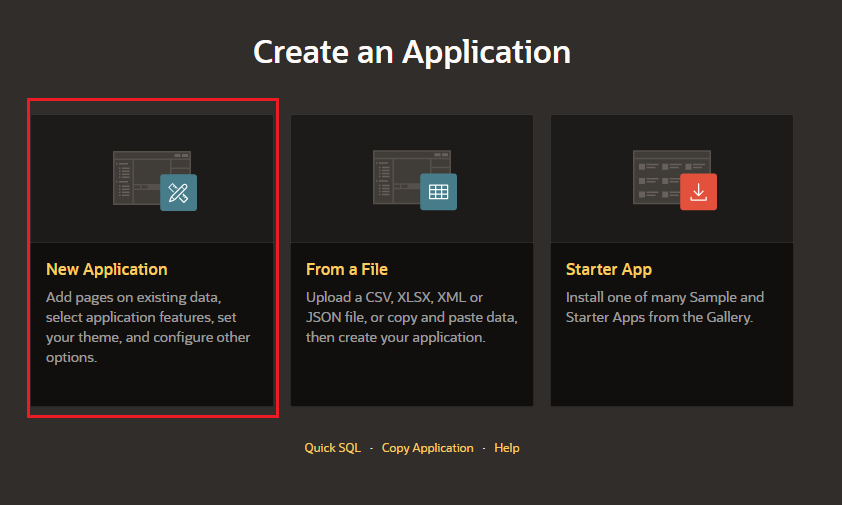 Create an Application
New Application
Add pages on existing data,
select application features, set
your theme, and configure other
options.
From a File
Upload a CSV, XLSX, XML or
JSON file, or copy and paste data,
then create your application.
Starter App
Install one of many Sample and
Starter Apps from the Gallery.
Quick SQL · Copy Application · Help